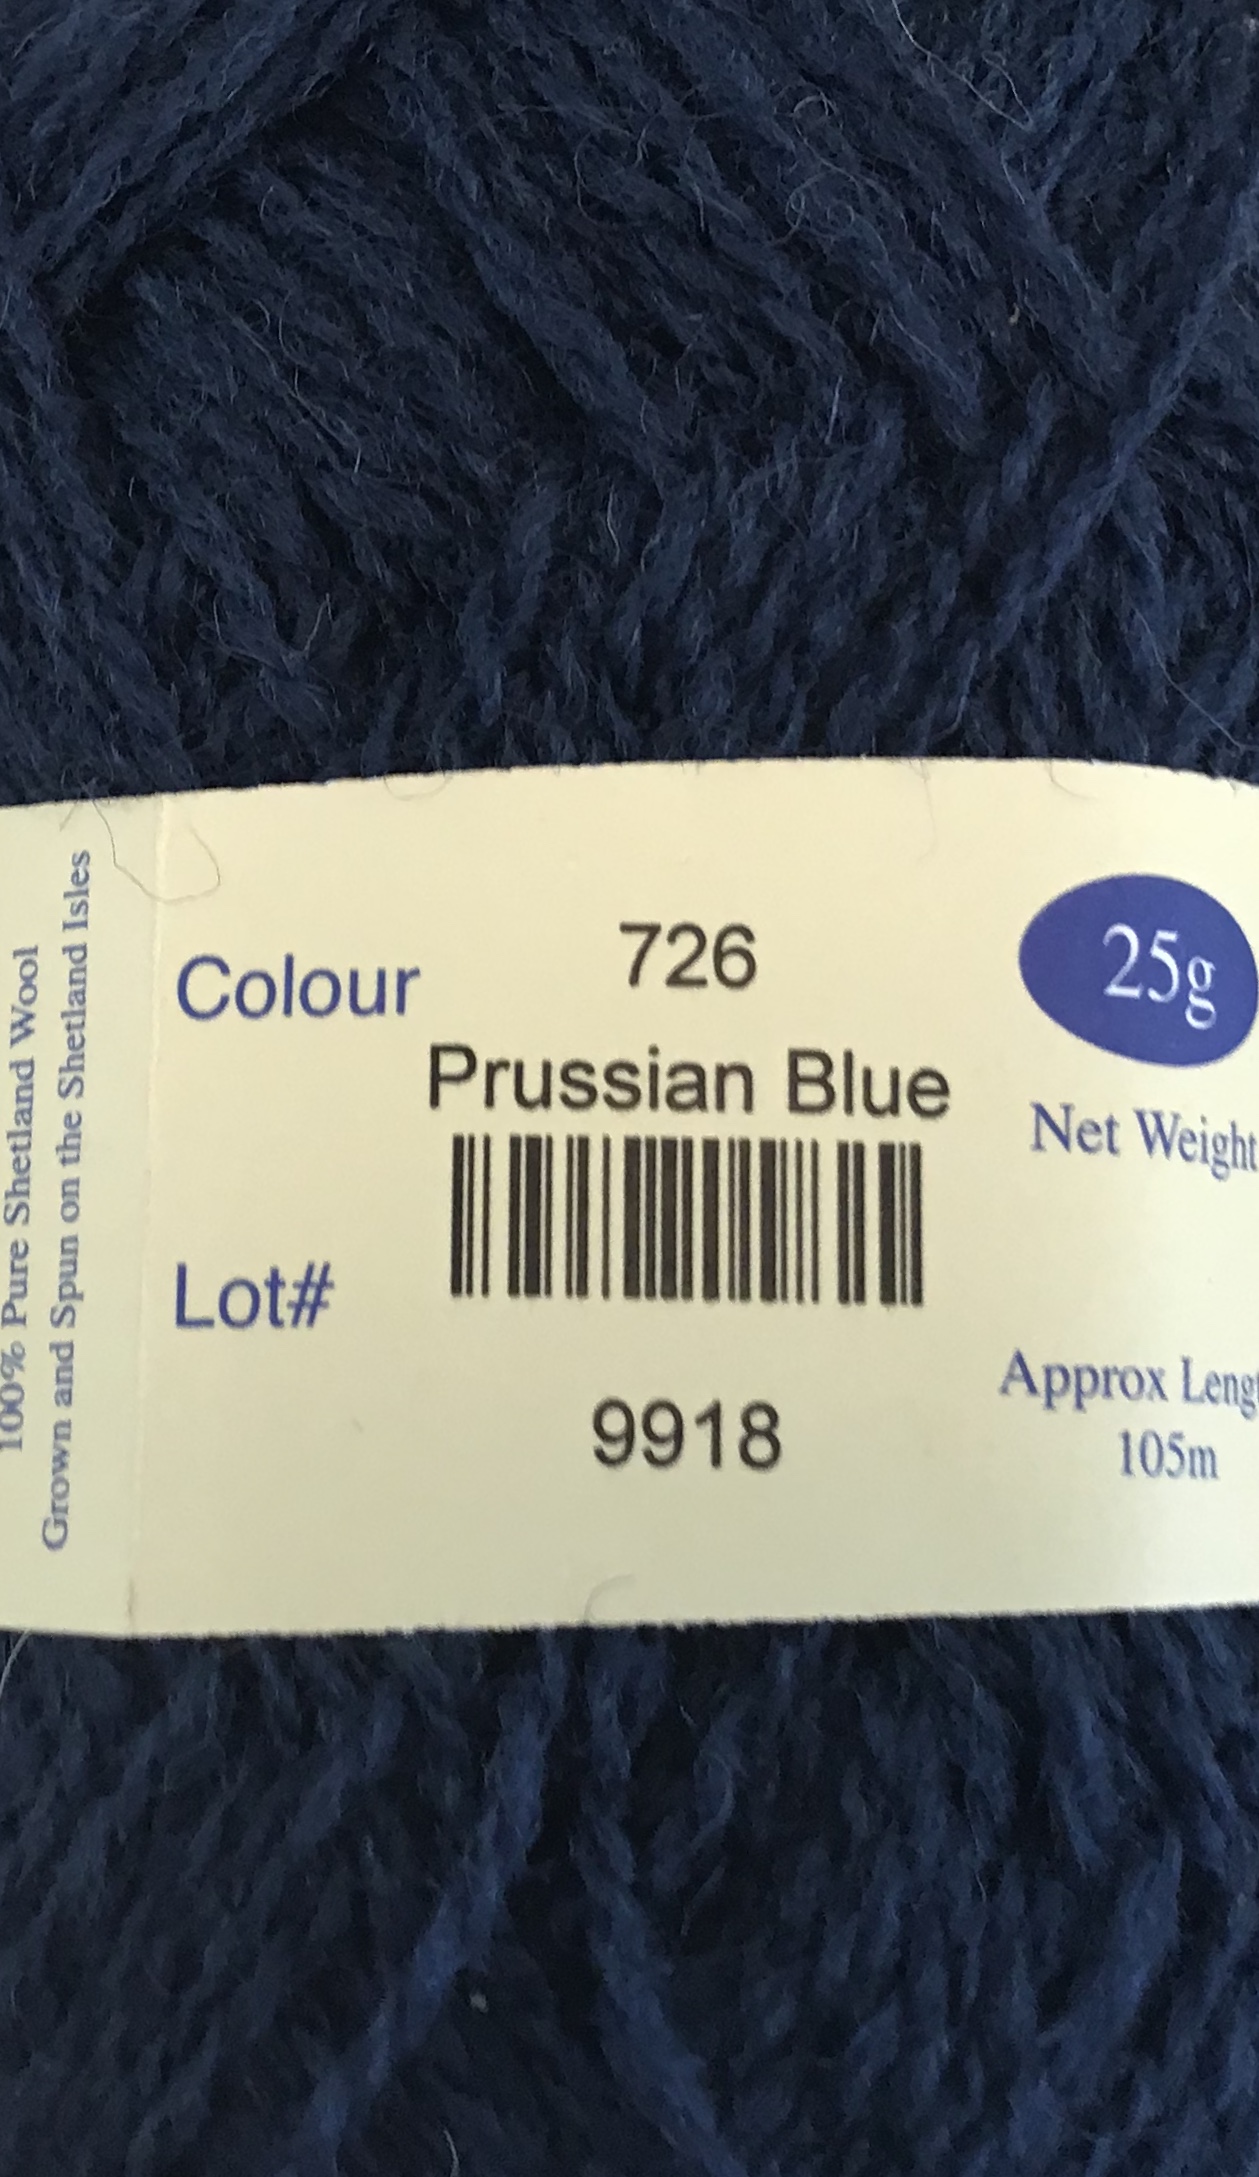 100% Pure Shetland Wool
Grown and Spun on the Shetland Isles
Colour
726
Prussian Blue
Lot#
9918
25g
Net Weight
Approx Leng
105m